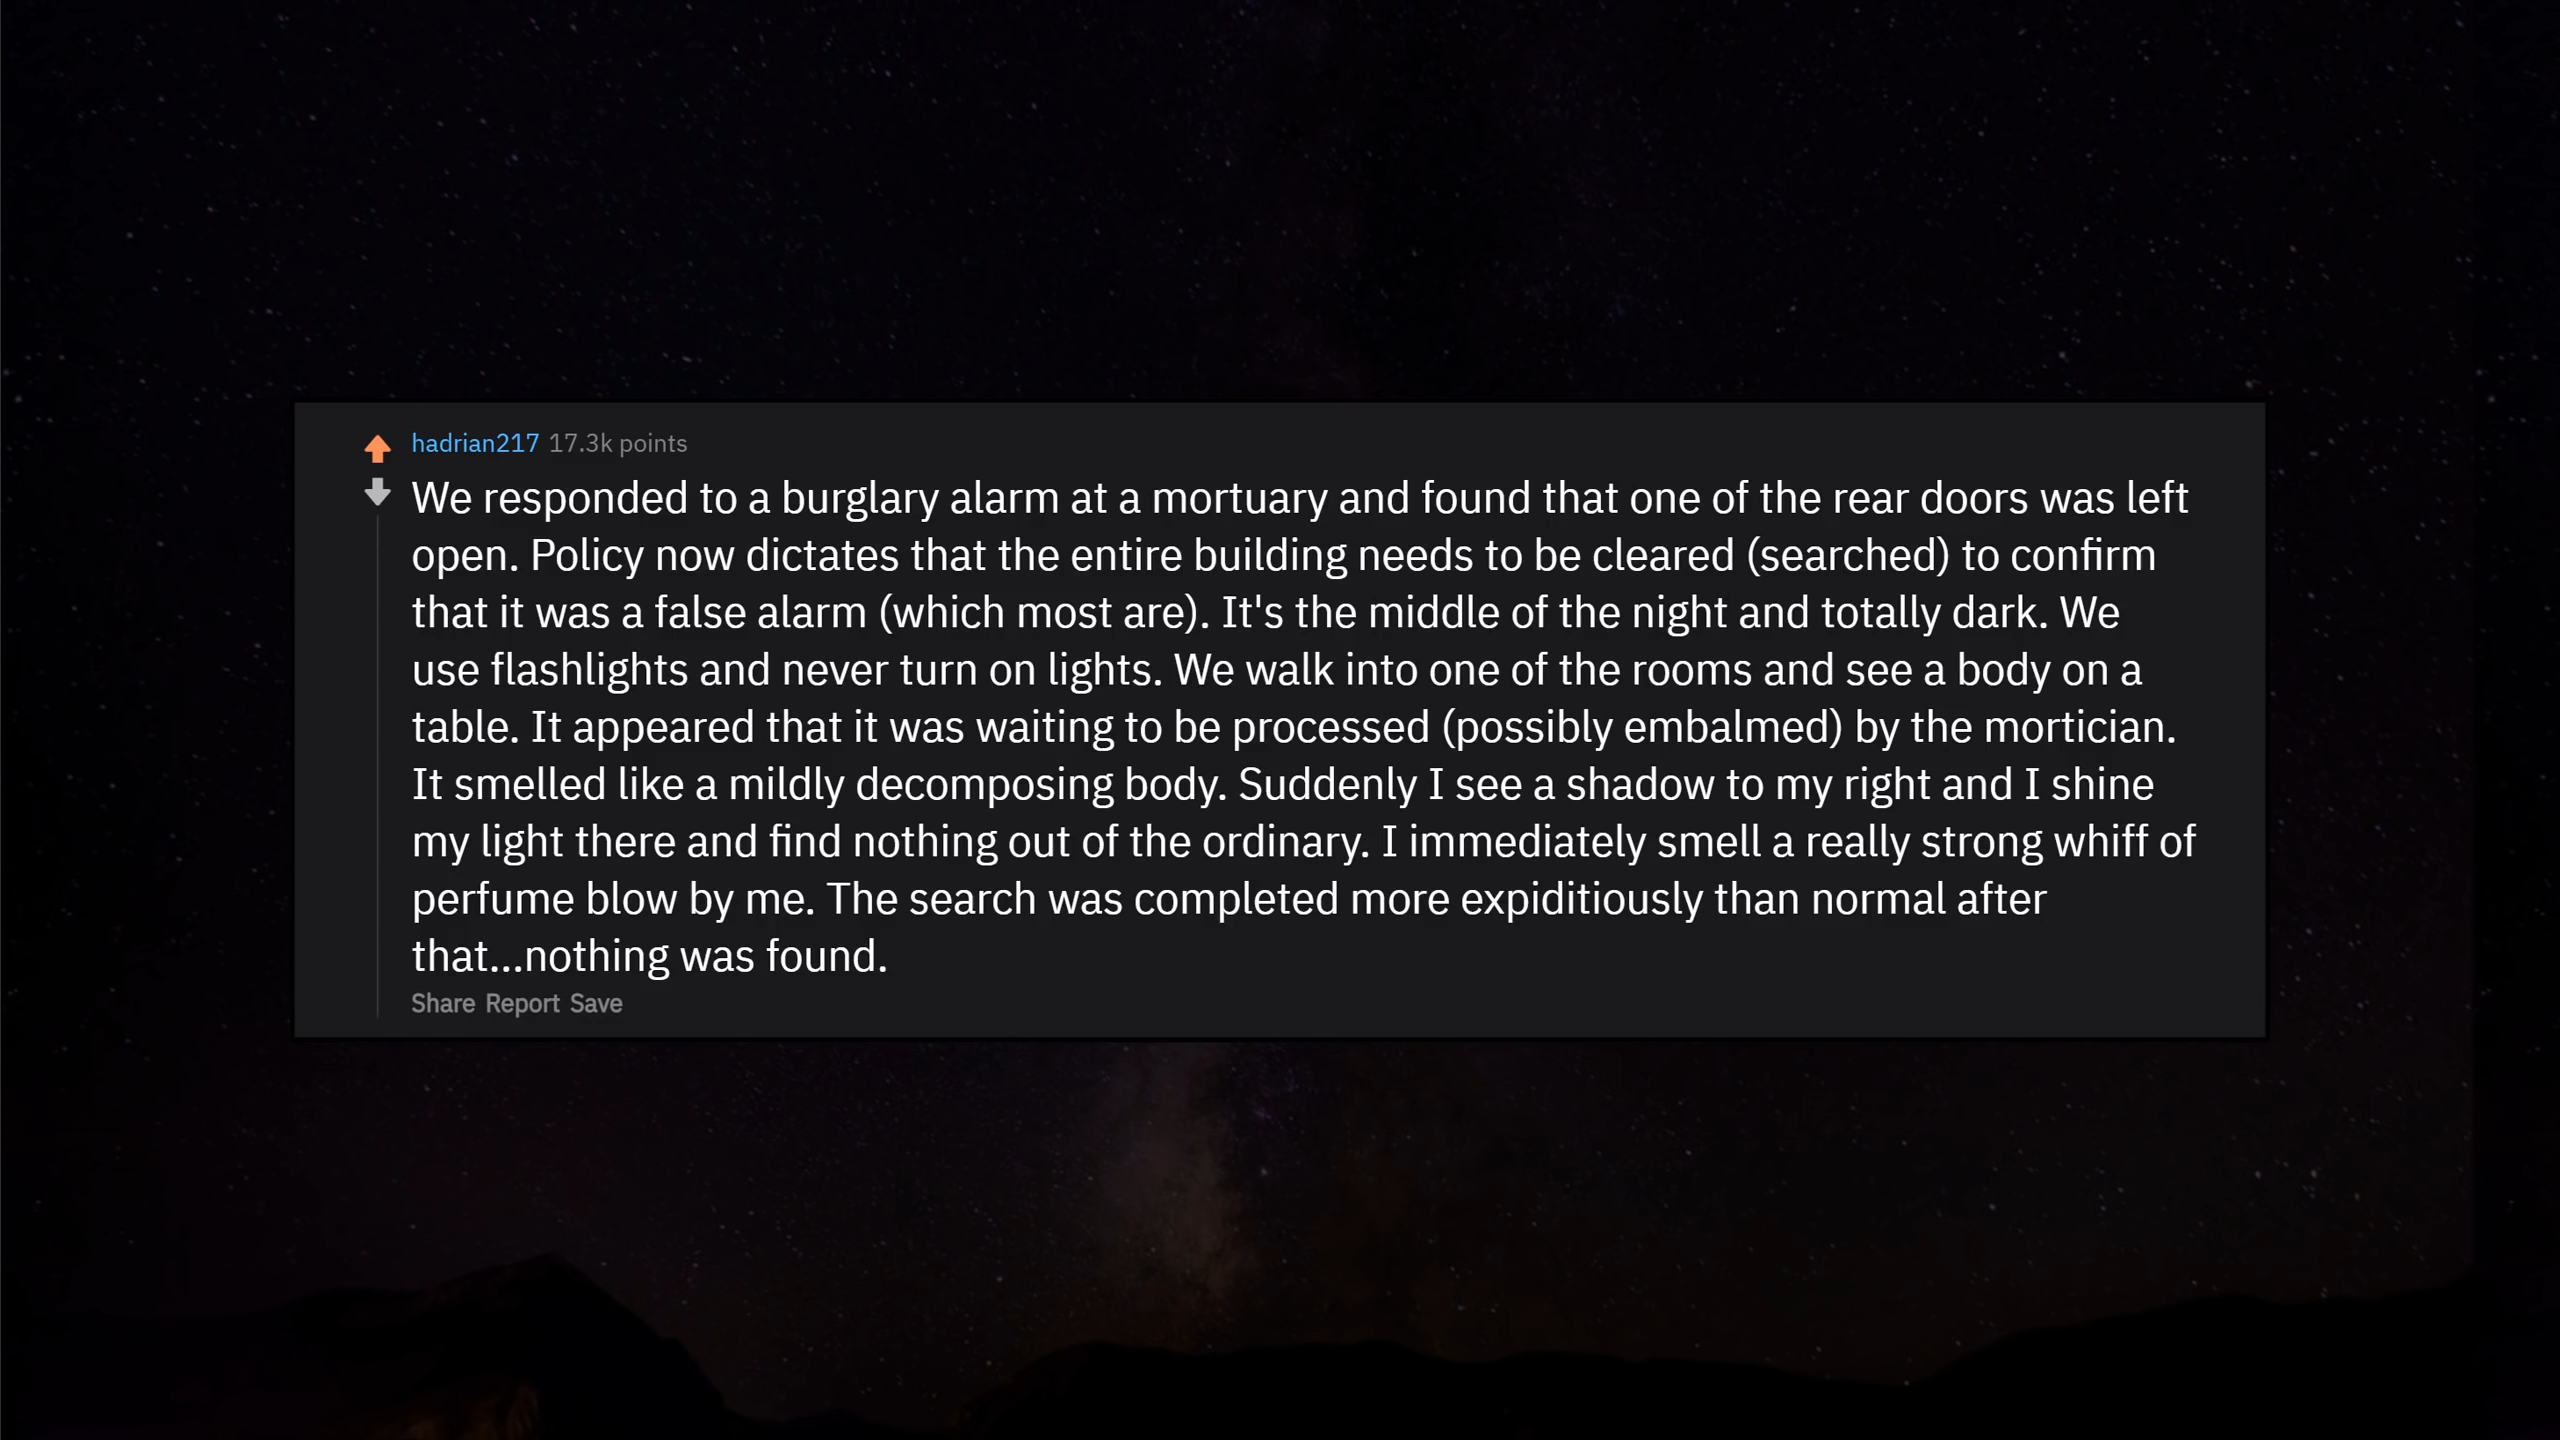 hadrian217 17.3k points
We responded to a burglary alarm at a mortuary and found that one of the rear doors was left
open. Policy now dictates that the entire building needs to be cleared (searched) to confirm
that it was a false alarm (which most are). It's the middle of the night and totally dark. We
use flashlights and never turn on lights. We walk into one of the rooms and see a body on a
table. It appeared that it was waiting to be processed (possibly embalmed) by the mortician.
It smelled like a mildly decomposing body. Suddenly I see a shadow to my right and I shine
my light there and find nothing out of the ordinary. I immediately smell a really strong whiff of
perfume blow by me. The search was completed more expiditiously than normal after
that...nothing was found.
Share Report Save